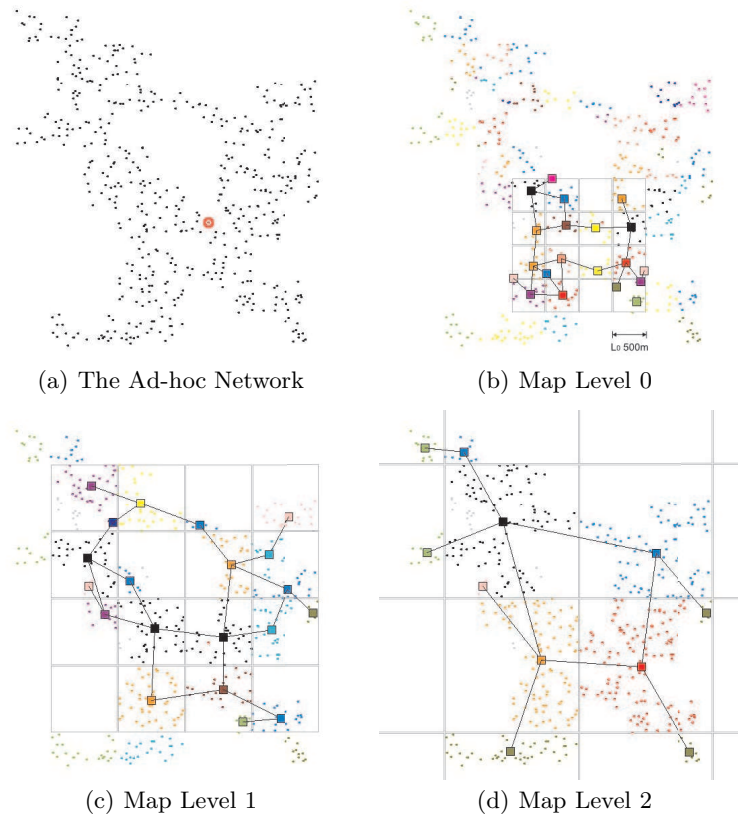 L0 500m
(a) The Ad-hoc Network
(b) Map Level 0
(c) Map Level 1
(d) Map Level 2